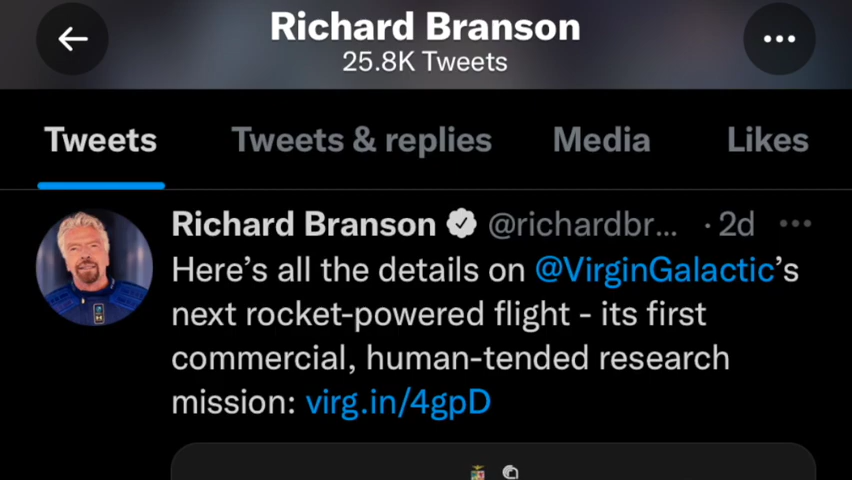 Richard Branson
25.8K Tweets
Tweets Tweets & replies Media Likes
Richard Branson @richardbr... · 2d
Here’s all the details on @VirginGalactic’s
next rocket-powered flight - its first
commercial, human-tended research
mission: virg.in/4gpD